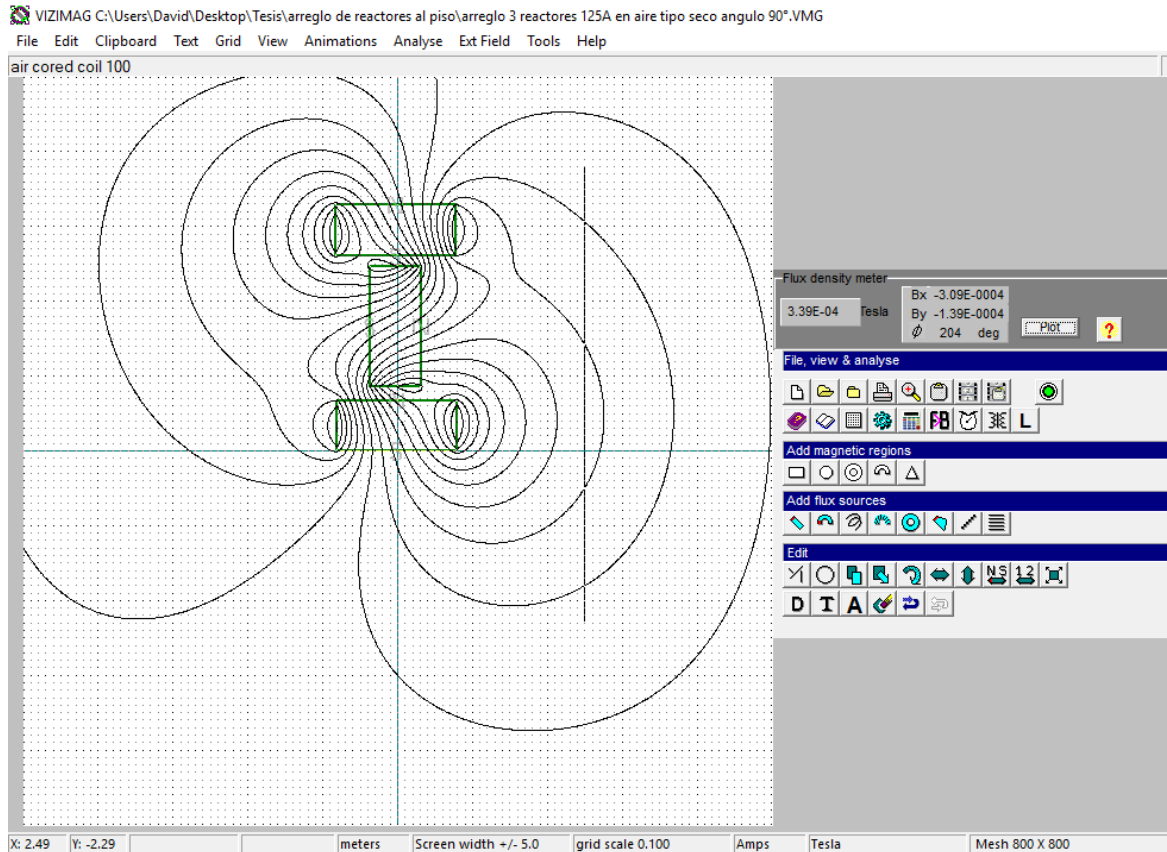 VIZIMAG C:\Users\David\Desktop\Tesis\arreglo de reactores al piso\arreglo 3 reactores 125A en aire tipo seco angulo 90°.VMG
File Edit Clipboard Text Grid View Animations Analyse Ext Field Tools Help
air cored coil 100
Flux density meter
3.39E-04 Tesla
Bx -3.09E-0004
By -1.39E-0004
ϕ 204 deg
Plot
?
File, view & analyse
FB
L
Add magnetic regions
Add flux sources
Edit
NS 12
D T A
X: 2.49 Y: -2.29 meters Screen width +/- 5.0 grid scale 0.100 Amps Tesla Mesh 800 X 800